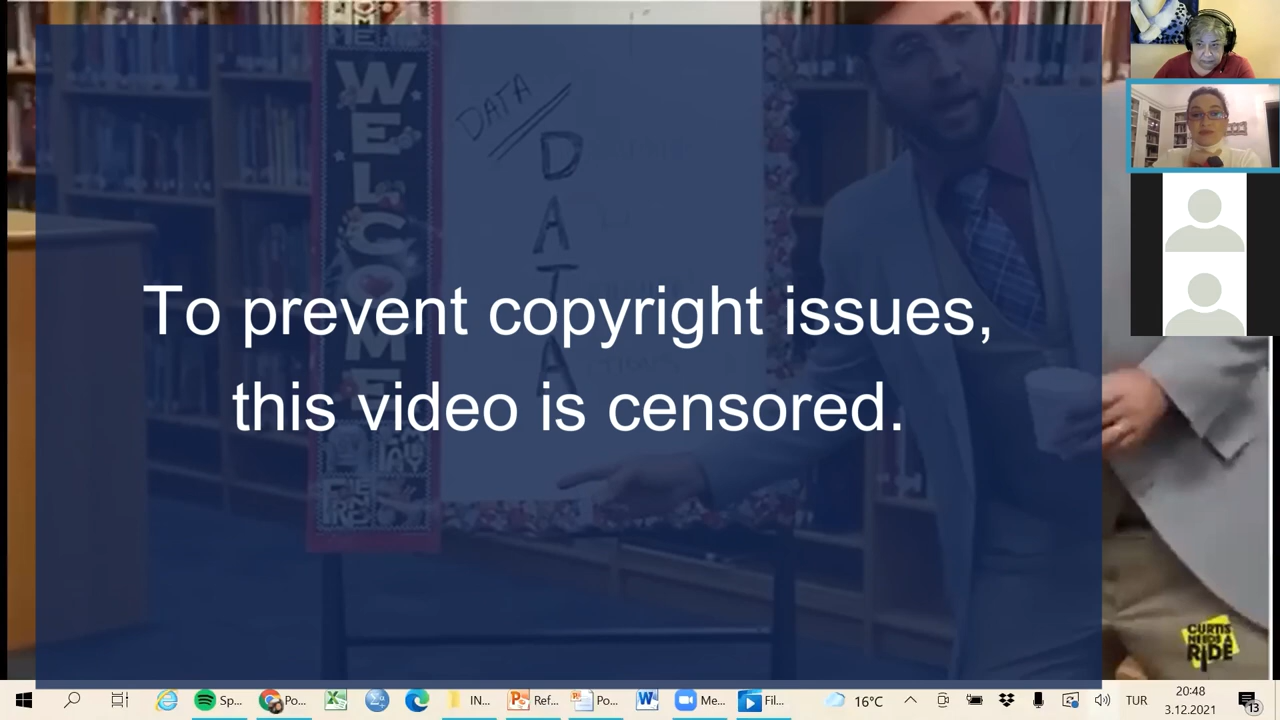 WELCOME
DATA
D
A
T
A
To prevent copyright issues,
this video is censored.
CURTIS
NEEDS A
RIDE
Sp...
Po...
IN...
Ref...
Po...
Me...
Fil...
16°C
TUR
20:48
3.12.2021
13